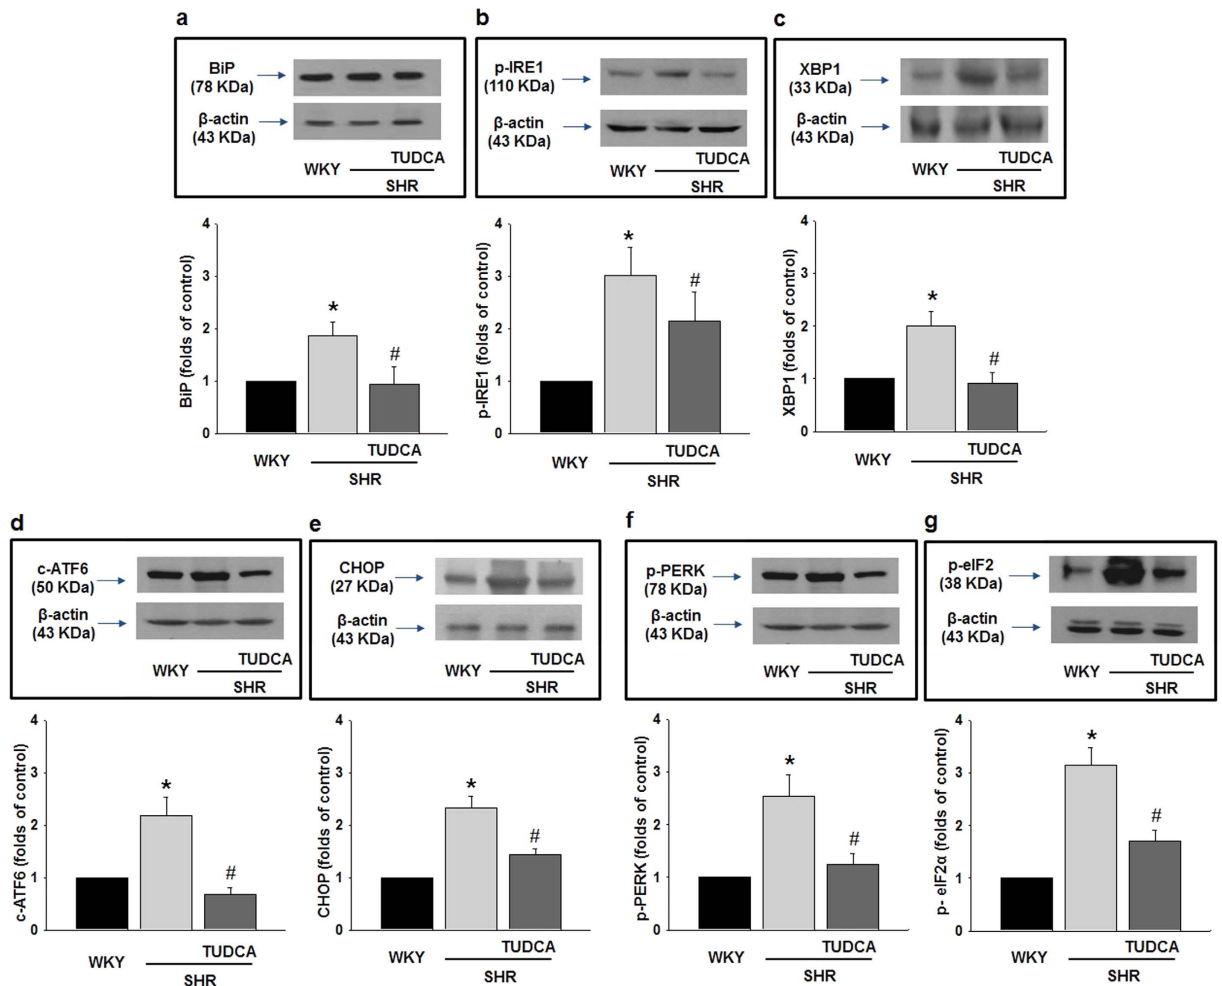 a
BiP
(78 KDa)
β-actin
(43 KDa)
WKY
TUDCA
SHR
BiP (folds of control)
4
3
2
1
0
*
#
WKY
TUDCA
SHR
b
p-IRE1
(110 KDa)
β-actin
(43 KDa)
WKY
TUDCA
SHR
p-IRE1 (folds of control)
4
3
2
1
0
*
#
WKY
TUDCA
SHR
c
XBP1
(33 KDa)
β-actin
(43 KDa)
WKY
TUDCA
SHR
XBP1 (folds of control)
4
3
2
1
0
*
#
WKY
TUDCA
SHR
d
c-ATF6
(50 KDa)
β-actin
(43 KDa)
WKY
TUDCA
SHR
c-ATF6 (folds of control)
4
3
2
1
0
*
#
WKY
TUDCA
SHR
e
CHOP
(27 KDa)
β-actin
(43 KDa)
WKY
TUDCA
SHR
CHOP (folds of control)
4
3
2
1
0
*
#
WKY
TUDCA
SHR
f
p-PERK
(78 KDa)
β-actin
(43 KDa)
WKY
TUDCA
SHR
p-PERK (folds of control)
4
3
2
1
0
*
#
WKY
TUDCA
SHR
g
p-eIF2
(38 KDa)
β-actin
(43 KDa)
WKY
TUDCA
SHR
p- eIF2α (folds of control)
4
3
2
1
0
*
#
WKY
TUDCA
SHR